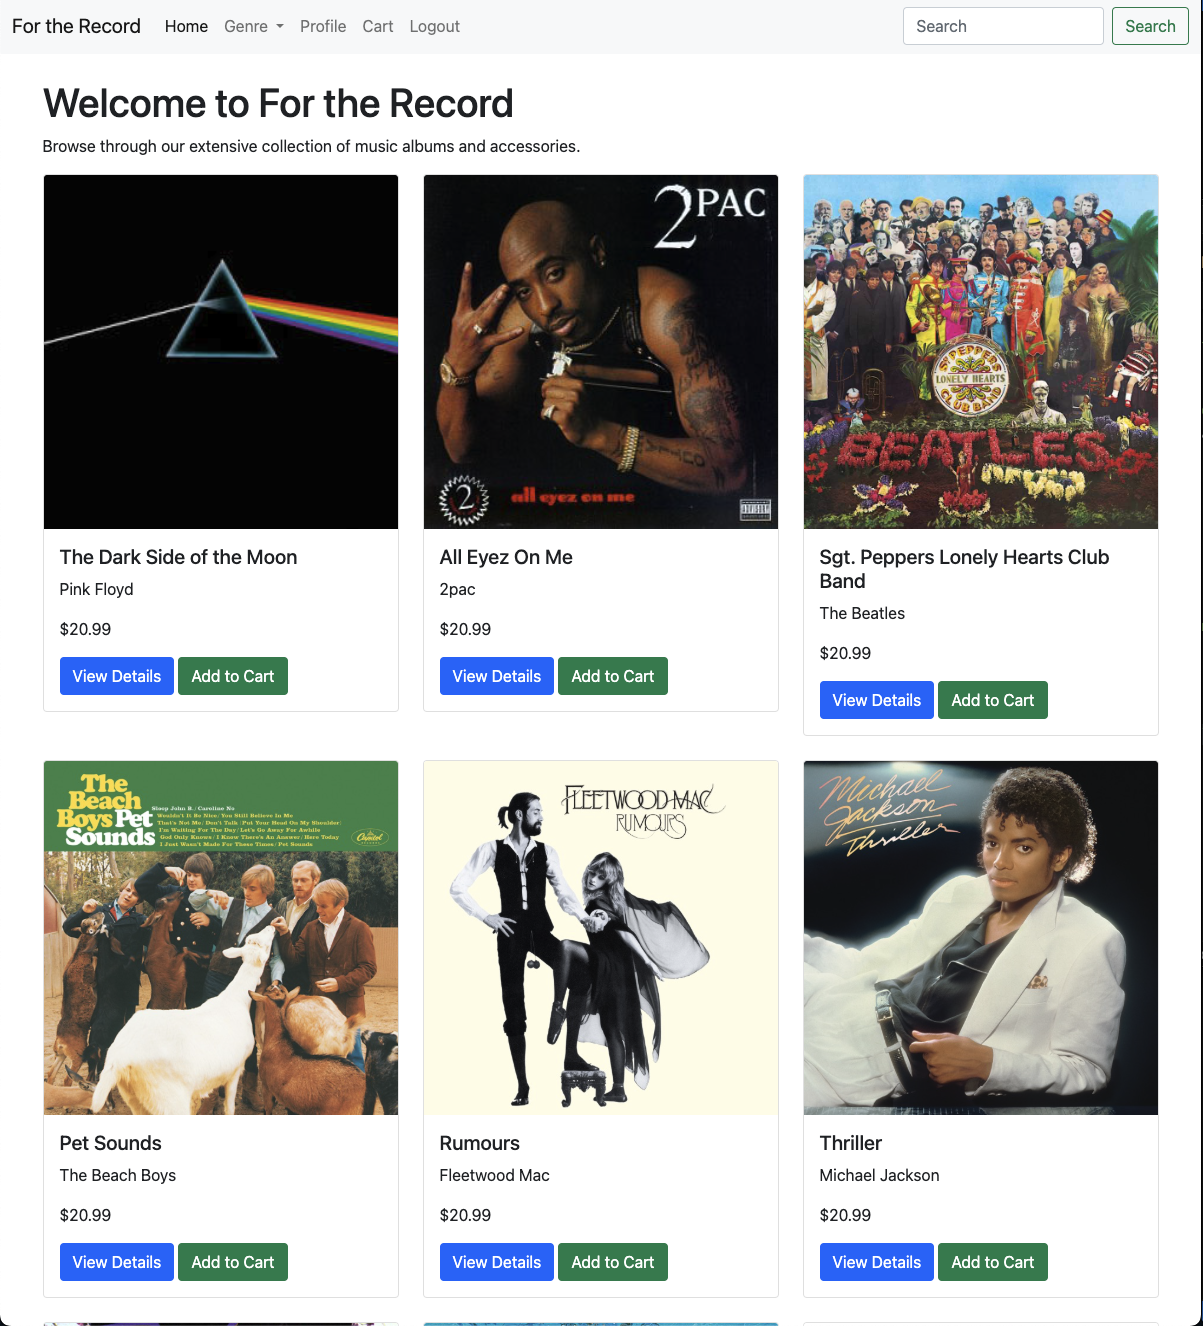 For the Record Home Genre Profile Cart Logout Search Search
Welcome to For the Record
Browse through our extensive collection of music albums and accessories.
2PAC
2
all eyez on me
SGT. PEPPERS
LONELY HEARTS
CLUB BAND
BEATLES
The Dark Side of the Moon
Pink Floyd
$20.99
View Details Add to Cart
All Eyez On Me
2pac
$20.99
View Details Add to Cart
Sgt. Peppers Lonely Hearts Club
Band
The Beatles
$20.99
View Details Add to Cart
The
Beach
Boys Pet
Sounds
Sloop John B. / Caroline No
Wouldn't It Be Nice / You Still Believe In Me
That's Not Me / Don't Talk (Put Your Head On My Shoulder)
I'm Waiting For The Day / Let's Go Away For Awhile
God Only Knows / I Know There's An Answer / Here Today
I Just Wasn't Made For These Times / Pet Sounds
Capitol
FLEETWOOD MAC
RUMOURS
Michael
Jackson
Thriller
Pet Sounds
The Beach Boys
$20.99
View Details Add to Cart
Rumours
Fleetwood Mac
$20.99
View Details Add to Cart
Thriller
Michael Jackson
$20.99
View Details Add to Cart